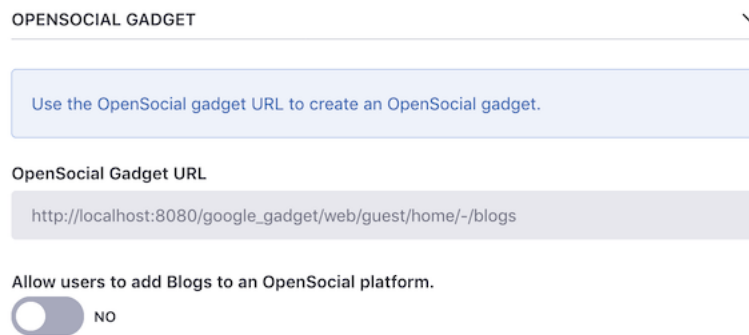 OPENSOCIAL GADGET
Use the OpenSocial gadget URL to create an OpenSocial gadget.
OpenSocial Gadget URL
http://localhost:8080/google_gadget/web/guest/home/-/blogs
Allow users to add Blogs to an OpenSocial platform.
NO